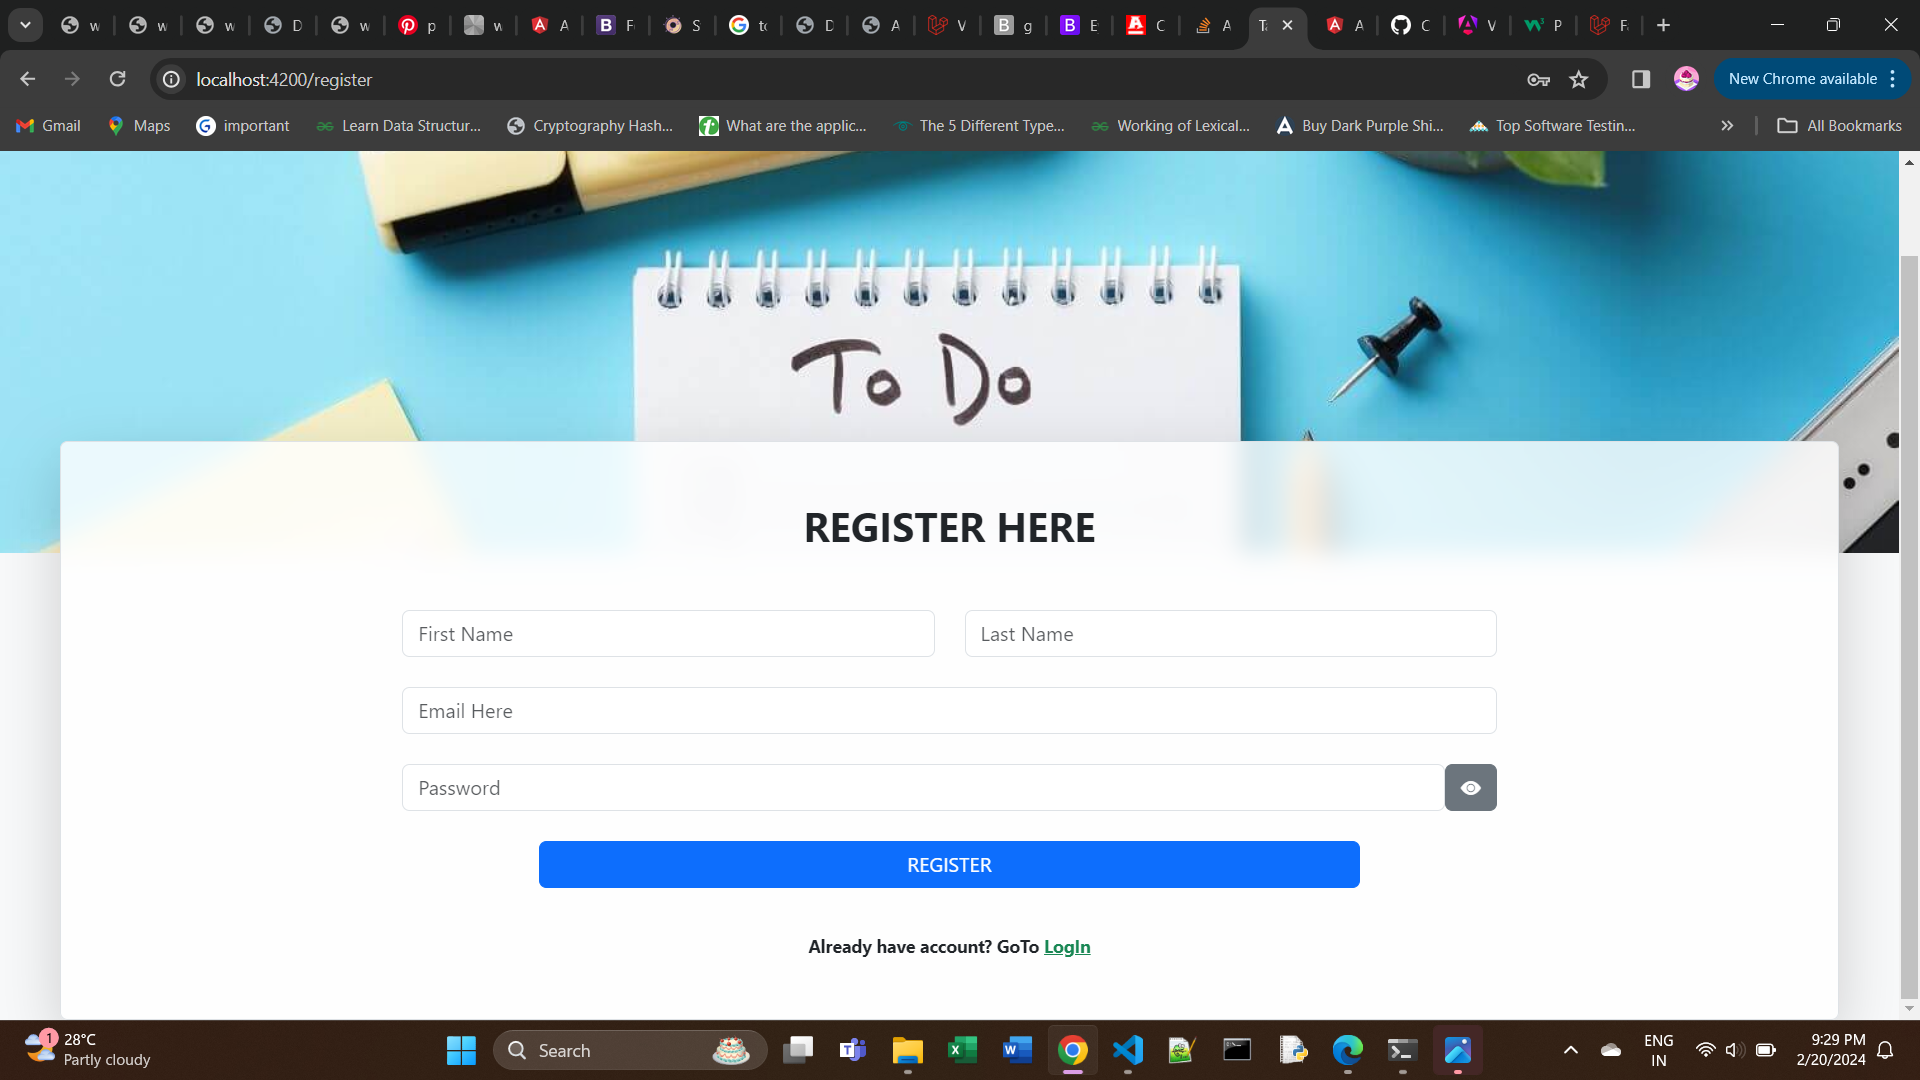 w
w
w
D
w
p
w
A
F
S
to
D
A
V
g
E
C
A
To
A
C
V
P
F
localhost:4200/register
New Chrome available
Gmail
Maps
important
Learn Data Structur...
Cryptography Hash...
What are the applic...
The 5 Different Type...
Working of Lexical...
Buy Dark Purple Shi...
Top Software Testin...
All Bookmarks
To Do
REGISTER HERE
First Name
Last Name
Email Here
Password
REGISTER
Already have account? GoTo LogIn
1
28°C
Partly cloudy
Search
ENG
IN
9:29 PM
2/20/2024